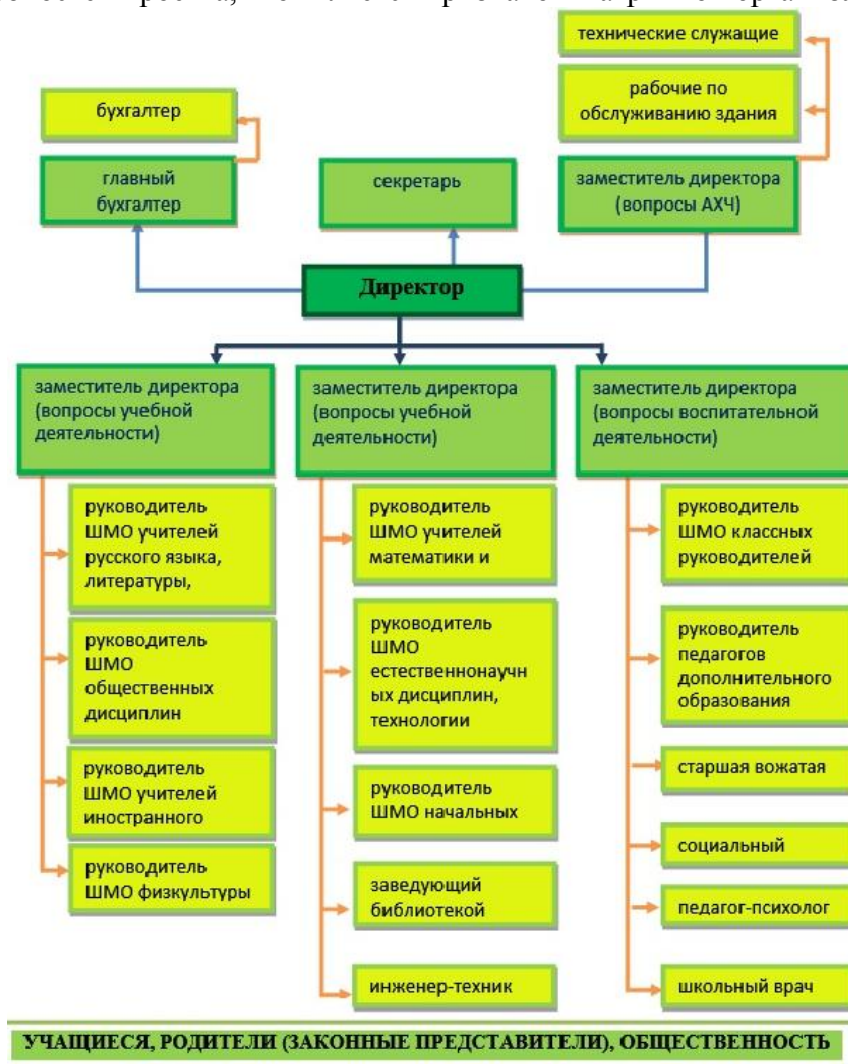 технические служащие
рабочие по
обслуживанию здания
бухгалтер
главный
бухгалтер
секретарь
заместитель директора
(вопросы АХЧ)
Директор
заместитель директора
(вопросы учебной
деятельности)
руководитель
ШМО учителей
русского языка,
литературы,
руководитель
ШМО
общественных
дисциплин
руководитель
ШМО учителей
иностранного
руководитель
ШМО физкультуры
заместитель директора
(вопросы учебной
деятельности)
руководитель
ШМО учителей
математики и
руководитель
ШМО
естественнонаучн
ых дисциплин,
технологии
руководитель
ШМО начальных
заведующий
библиотекой
инженер-техник
заместитель директора
(вопросы воспитательной
деятельности)
руководитель
ШМО классных
руководителей
руководитель
педагогов
дополнительного
образования
старшая вожатая
социальный
педагог-психолог
школьный врач
УЧАЩИЕСЯ, РОДИТЕЛИ (ЗАКОННЫЕ ПРЕДСТАВИТЕЛИ), ОБЩЕСТВЕННОСТЬ